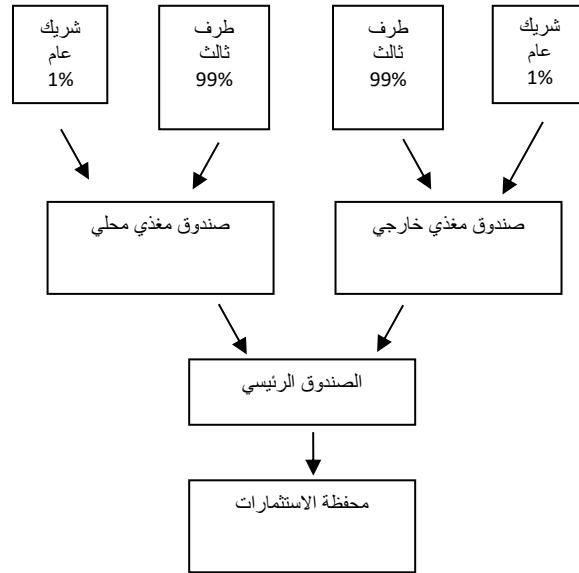 شريك
عام
1%
طرف
ثالث
99%
طرف
ثالث
99%
شريك
عام
1%
صندوق مغذي محلي
صندوق مغذي خارجي
الصندوق الرئيسي
محفظة الاستثمارات